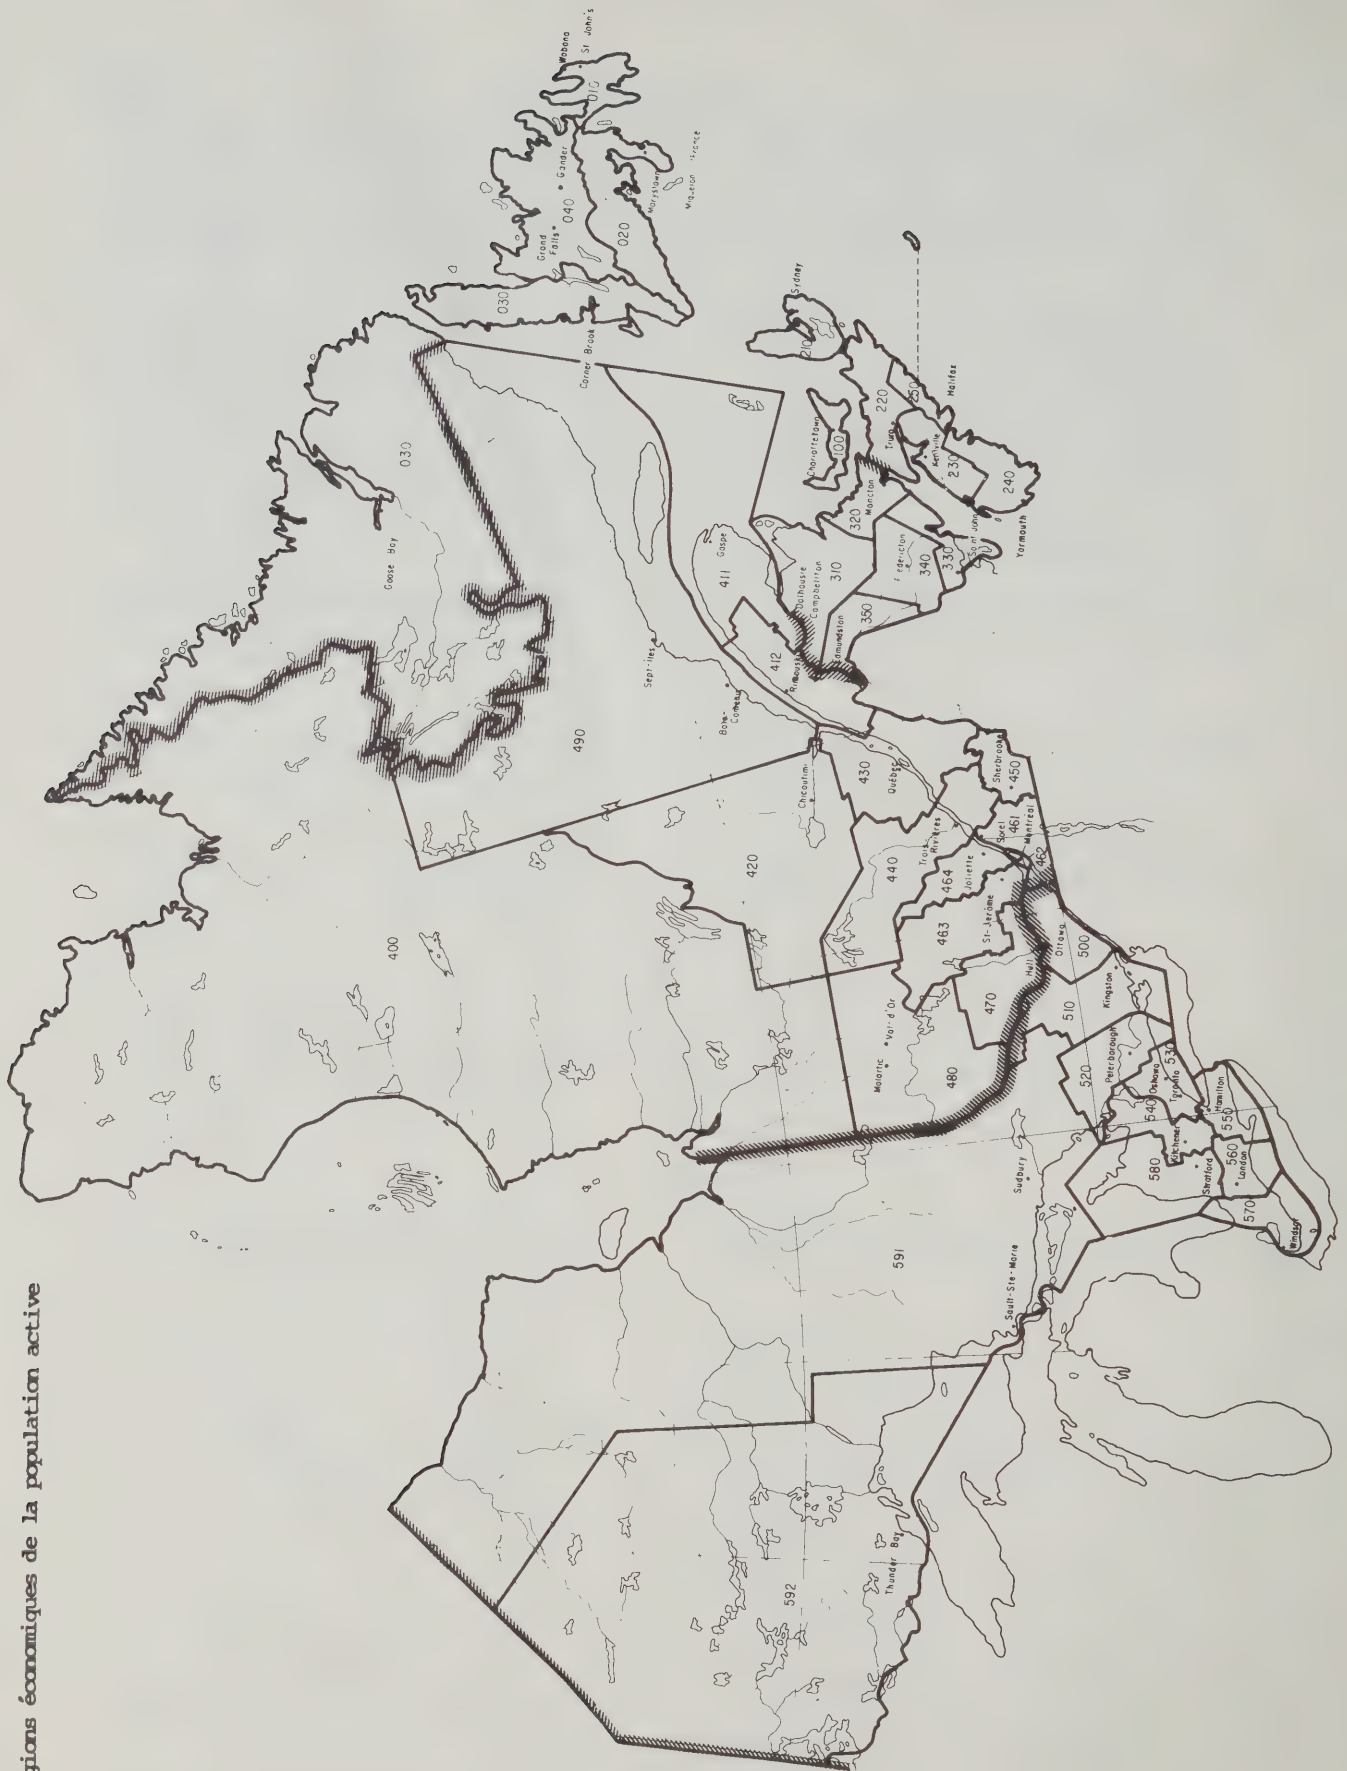 gions économiques de la population active
Wabana
St. John's
010
Gander
040
Grand
Falls
020
Marystown
030
Corner Brook
030
Goose Bay
Sydney
210
Charlottetown
100
220
250
Halifax
Truro
Kentville
230
240
Yarmouth
320
Moncton
Saint John
330
Fredericton
340
310
Dalhousie
Campbellton
350
Edmundston
411
Gaspé
412
Rimouski
Sept-Iles
Baie-
Comeau
490
400
420
Chicoutimi
430
Québec
440
Trois
Rivières
Sherbrooke
450
Sorel
461
Montréal
462
464
Joliette
463
St-Jerome
Hull
Ottawa
470
480
Val-d'Or
Malartic
500
510
Kingston
520
Peterborough
530
Oshawa
Toronto
540
Hamilton
550
Kitchener
580
Stratford
560
London
570
Windsor
Sudbury
591
Sault-Ste-Marie
592
Thunder Bay